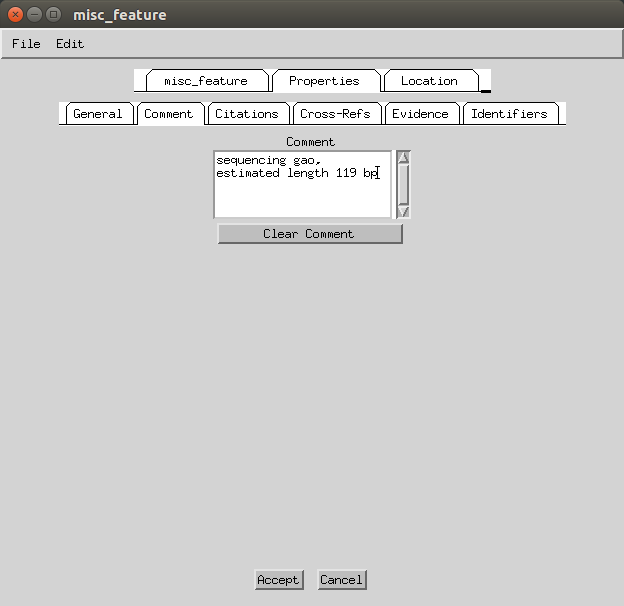 misc_feature
File Edit
misc_feature Properties Location
General Comment Citations Cross-Refs Evidence Identifiers
Comment
sequencing gao,
estimated length 119 bp
Clear Comment
Accept Cancel